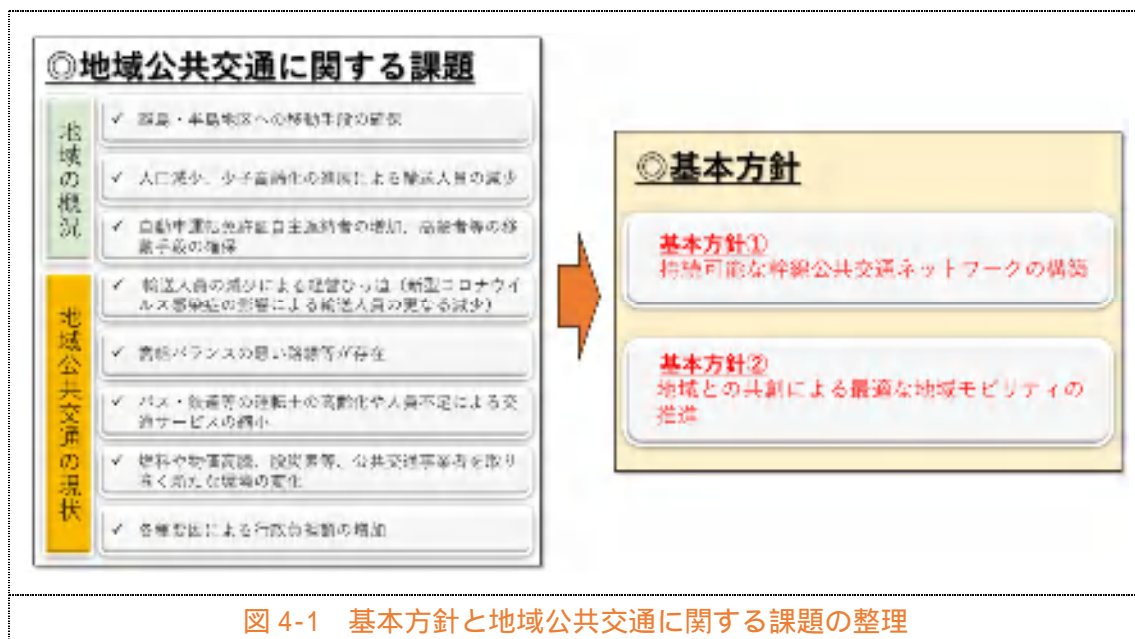 ◎地域公共交通に関する課題
地域の概況
✓ 離島・半島地区への移動手段の確保
✓ 人口減少、少子高齢化の進展による輸送人員の減少
✓ 自動車運転免許証自主返納者の増加、高齢者等の移
動手段の確保
地域公共交通の現状
✓ 輸送人員の減少による経営ひっ迫（新型コロナウイ
ルス感染症の影響による輸送人員の更なる減少）
✓ 需給バランスの悪い路線等が存在
✓ バス・鉄道等の運転士の高齢化や人員不足による交
通サービスの縮小
✓ 燃料や物価高騰、脱炭素等、公共交通事業者を取り
巻く新たな環境の変化
✓ 各種要因による行政負担額の増加
◎基本方針
基本方針①
持続可能な幹線公共交通ネットワークの構築
基本方針②
地域との共創による最適な地域モビリティの
推進
図 4-1 基本方針と地域公共交通に関する課題の整理